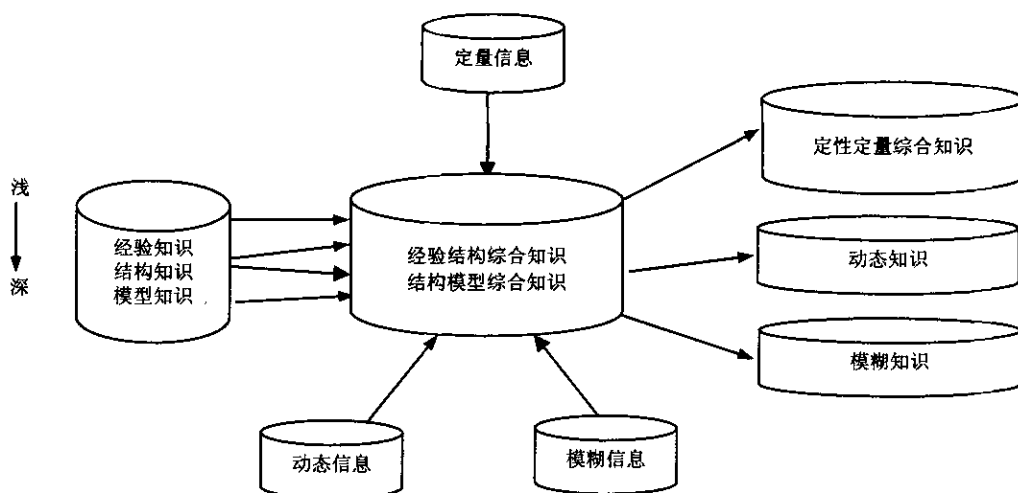 定量信息
定性定量综合知识
浅
深
经验知识
结构知识
模型知识
经验结构综合知识
结构模型综合知识
动态知识
模糊知识
动态信息
模糊信息